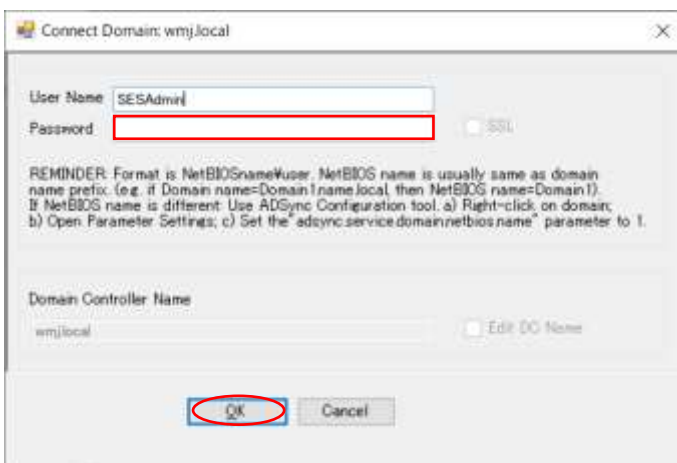 Connect Domain: wmj.local
User Name SESAdmin
Password SSL
REMINDER: Format is NetBIOSname¥user. NetBIOS name is usually same as domain
name prefix. (e.g. if Domain name=Domain1.name.local, then NetBIOS name=Domain1).
If NetBIOS name is different: Use ADSync Configuration tool. a) Right-click on domain;
b) Open Parameter Settings; c) Set the"adsync.service.domain.netbios.name" parameter to 1.
Domain Controller Name
wmj.local Edit DC Name
OK Cancel